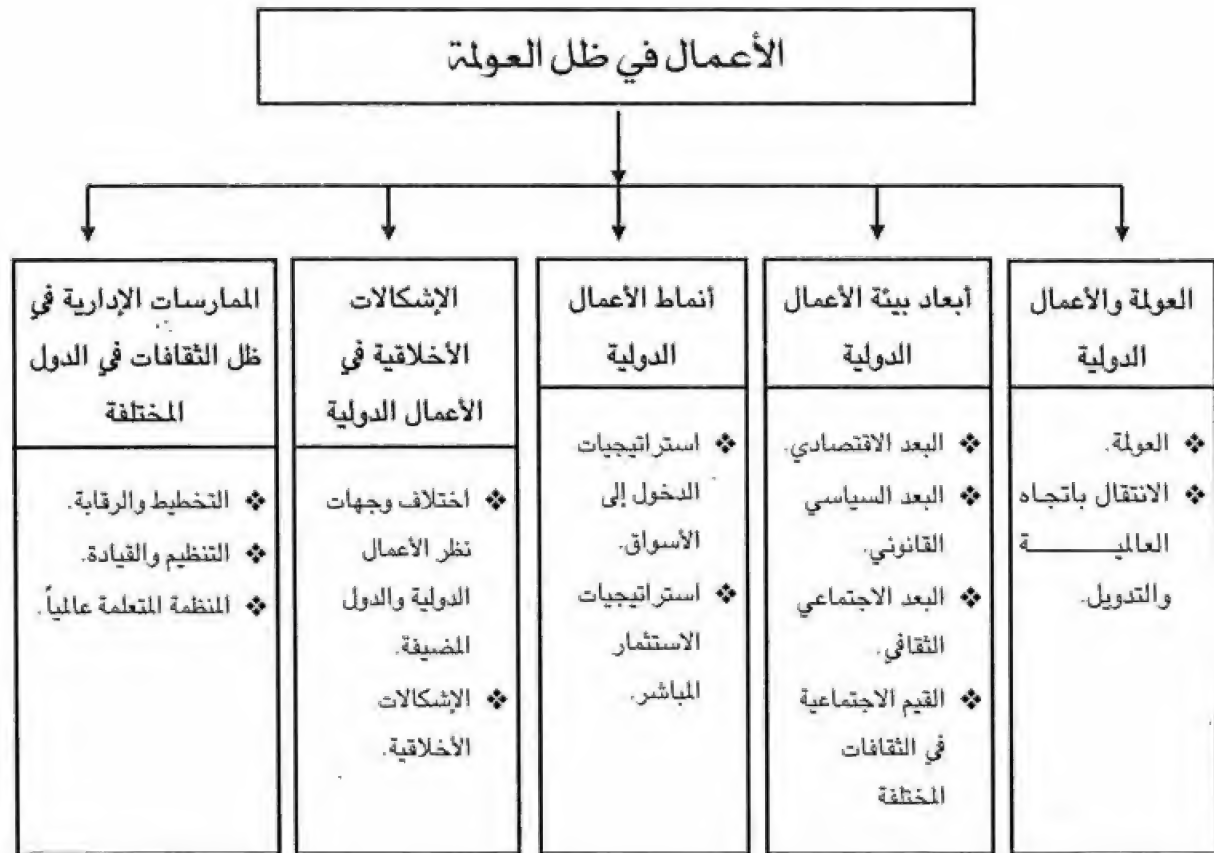 الأعمال في ظل العولمة
العولمة والأعمال
الدولية
❖ العولمة.
❖ الانتقال باتجاه
العالمية
والتدويل.
أبعاد بيئة الأعمال
الدولية
❖ البعد الاقتصادي.
❖ البعد السياسي
القانوني.
❖ البعد الاجتماعي
الثقافي.
❖ القيم الاجتماعية
في الثقافات
المختلفة
أنماط الأعمال
الدولية
❖ استراتيجيات
الدخول إلى
الأسواق.
❖ استراتيجيات
الاستثمار
المباشر.
الإشكالات
الأخلاقية في
الأعمال الدولية
❖ اختلاف وجهات
نظر الأعمال
الدولية والدول
المضيفة.
❖ الإشكالات
الأخلاقية.
الممارسات الإدارية في
ظل الثقافات في الدول
المختلفة
❖ التخطيط والرقابة.
❖ التنظيم والقيادة.
❖ المنظمة المتعلمة عالمياً.